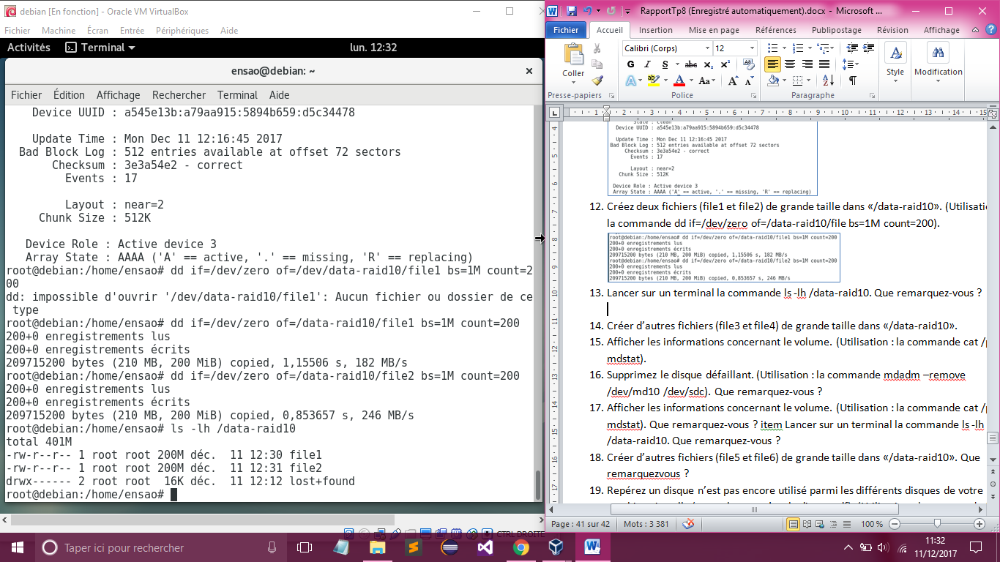 debian [En fonction] - Oracle VM VirtualBox
Fichier Machine Écran Entrée Périphériques Aide
Activités Terminal lun. 12:32
ensao@debian: ~
Fichier Édition Affichage Rechercher Terminal Aide
Device UUID : a545e13b:a79aa915:5894b659:d5c34478
Update Time : Mon Dec 11 12:16:45 2017
Bad Block Log : 512 entries available at offset 72 sectors
Checksum : 3e3a54e2 - correct
Events : 17
Layout : near=2
Chunk Size : 512K
Device Role : Active device 3
Array State : AAAA ('A' == active, '.' == missing, 'R' == replacing)
root@debian:/home/ensao# dd if=/dev/zero of=/dev/data-raid10/file1 bs=1M count=2
00
dd: impossible d'ouvrir '/dev/data-raid10/file1': Aucun fichier ou dossier de ce
type
root@debian:/home/ensao# dd if=/dev/zero of=/data-raid10/file1 bs=1M count=200
200+0 enregistrements lus
200+0 enregistrements écrits
209715200 bytes (210 MB, 200 MiB) copied, 1,15506 s, 182 MB/s
root@debian:/home/ensao# dd if=/dev/zero of=/data-raid10/file2 bs=1M count=200
200+0 enregistrements lus
200+0 enregistrements écrits
209715200 bytes (210 MB, 200 MiB) copied, 0,853657 s, 246 MB/s
root@debian:/home/ensao# ls -lh /data-raid10
total 401M
-rw-r--r-- 1 root root 200M déc. 11 12:30 file1
-rw-r--r-- 1 root root 200M déc. 11 12:31 file2
drwx------ 2 root root 16K déc. 11 12:12 lost+found
root@debian:/home/ensao#
CTRL DROITE
RapportTp8 (Enregistré automatiquement).docx - Microsoft ...
Fichier Accueil Insertion Mise en page Références Publipostage Révision Affichage
Calibri (Corps) 12
G I S abc x₂ x²
Coller
Style
Modification
Presse-papiers Police Paragraphe
1 1 2 3 4 5 6 7 8 9 10 11 12 13 14 15
State : clean
Device UUID : a545e13b:a79aa915:5894b659:d5c34478
Update Time : Mon Dec 11 12:16:45 2017
Bad Block Log : 512 entries available at offset 72 sectors
Checksum : 3e3a54e2 - correct
Events : 17
Layout : near=2
Chunk Size : 512K
Device Role : Active device 3
Array State : AAAA ('A' == active, '.' == missing, 'R' == replacing)
12. Créez deux fichiers (file1 et file2) de grande taille dans «/data-raid10». (Utilisatio
la commande dd if=/dev/zero of=/data-raid10/file bs=1M count=200).
root@debian:/home/ensao# dd if=/dev/zero of=/data-raid10/file1 bs=1M count=200
200+0 enregistrements lus
200+0 enregistrements écrits
209715200 bytes (210 MB, 200 MiB) copied, 1,15506 s, 182 MB/s
root@debian:/home/ensao# dd if=/dev/zero of=/data-raid10/file2 bs=1M count=200
200+0 enregistrements lus
200+0 enregistrements écrits
209715200 bytes (210 MB, 200 MiB) copied, 0,853657 s, 246 MB/s
13. Lancer sur un terminal la commande ls -lh /data-raid10. Que remarquez-vous ?
14. Créer d’autres fichiers (file3 et file4) de grande taille dans «/data-raid10».
15. Afficher les informations concernant le volume. (Utilisation : la commande cat /p
mdstat).
16. Supprimez le disque défaillant. (Utilisation : la commande mdadm –remove
/dev/md10 /dev/sdc). Que remarquez-vous ?
17. Afficher les informations concernant le volume. (Utilisation : la commande cat /p
mdstat). Que remarquez-vous ? item Lancer sur un terminal la commande ls -lh
/data-raid10. Que remarquez-vous ?
18. Créer d’autres fichiers (file5 et file6) de grande taille dans «/data-raid10». Que
remarquezvous ?
19. Repérez un disque n’est pas encore utilisé parmi les différents disques de votre
Page : 41 sur 42 Mots : 3 381 100 %
Taper ici pour rechercher
11:32
11/12/2017